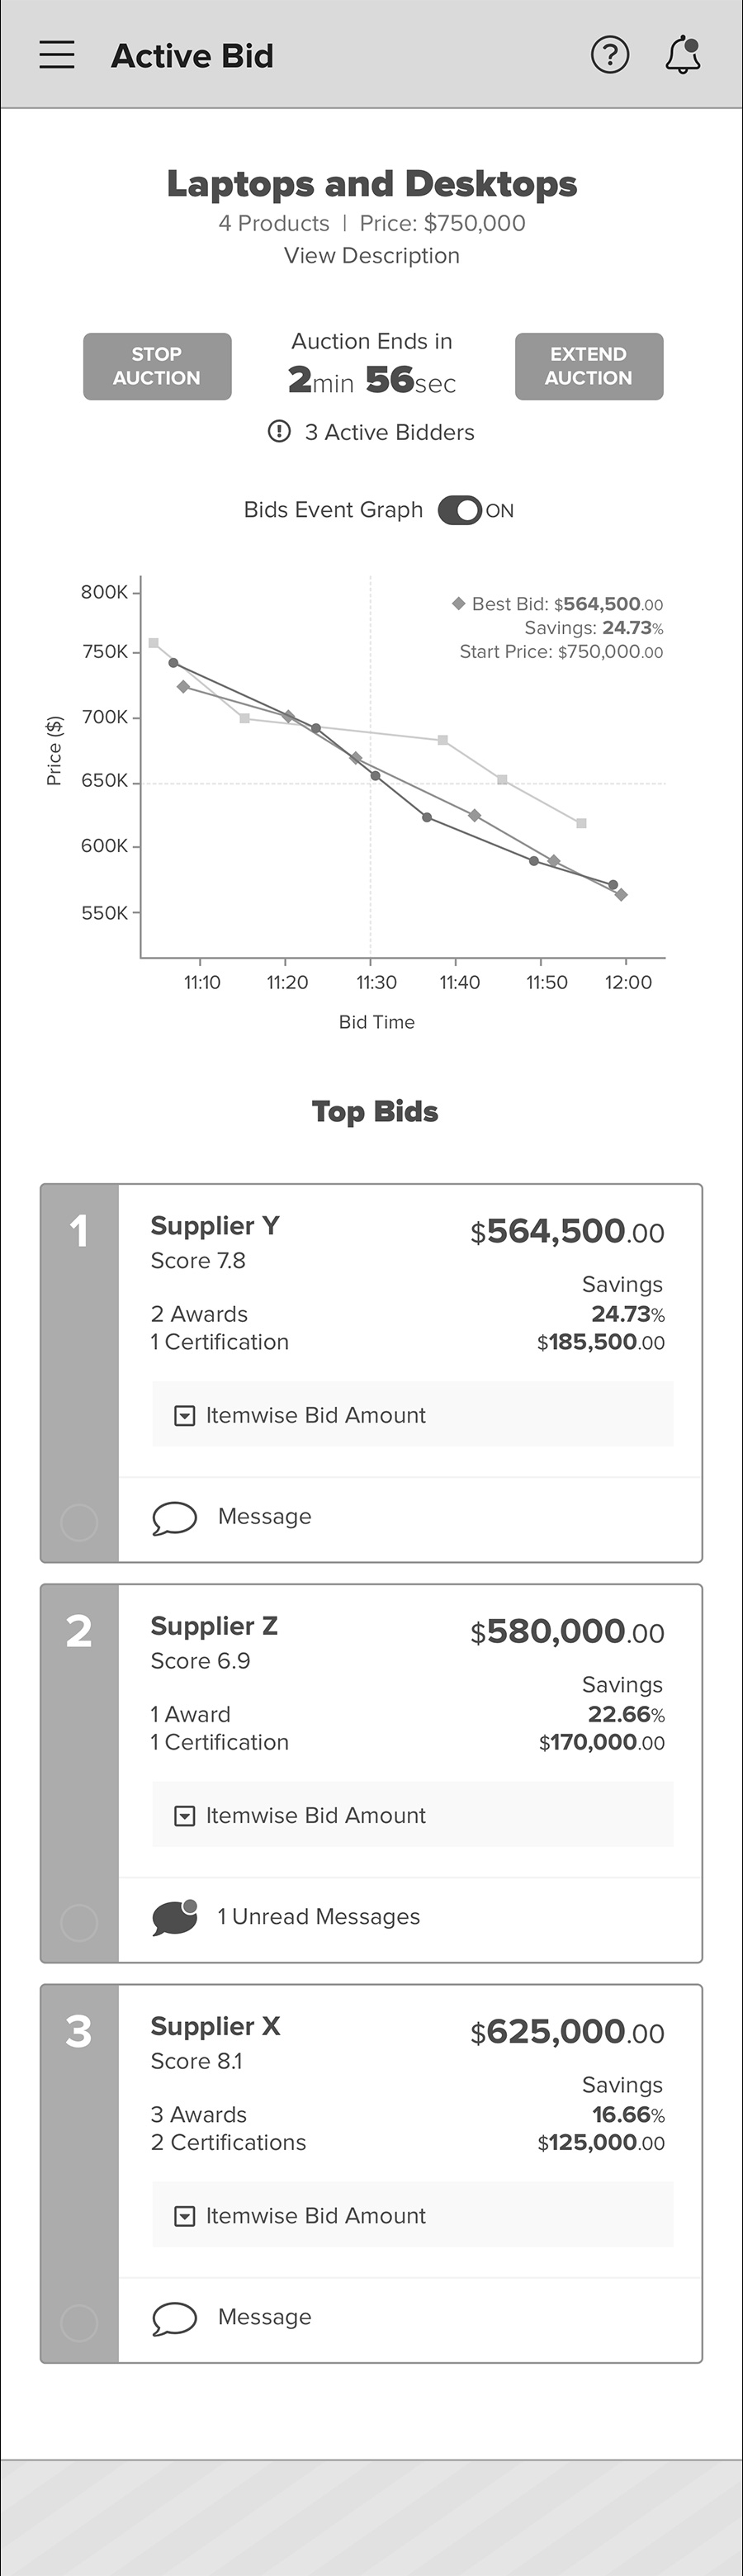 Active Bid
Laptops and Desktops
4 Products | Price: $750,000
View Description
STOP
AUCTION
Auction Ends in
2min 56sec
EXTEND
AUCTION
3 Active Bidders
Bids Event Graph ON
Best Bid: $564,500.00
Savings: 24.73%
Start Price: $750,000.00
800K
750K
700K
650K
600K
550K
Price ($)
11:10 11:20 11:30 11:40 11:50 12:00
Bid Time
Top Bids
1
Supplier Y $564,500.00
Score 7.8
Savings
2 Awards 24.73%
1 Certification $185,500.00
Itemwise Bid Amount
Message
2
Supplier Z $580,000.00
Score 6.9
Savings
1 Award 22.66%
1 Certification $170,000.00
Itemwise Bid Amount
1 Unread Messages
3
Supplier X $625,000.00
Score 8.1
Savings
3 Awards 16.66%
2 Certifications $125,000.00
Itemwise Bid Amount
Message